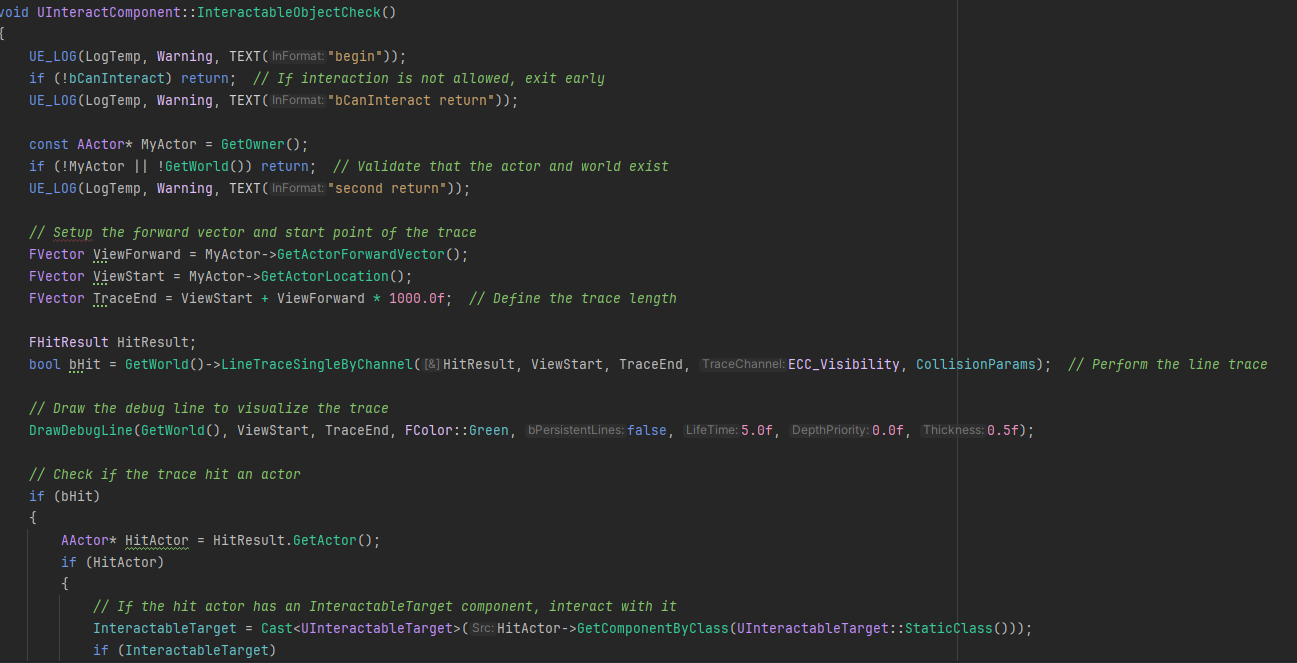 void UInteractComponent::InteractableObjectCheck()
{
    UE_LOG(LogTemp, Warning, TEXT(InFormat:"begin"));
    if (!bCanInteract) return;  // If interaction is not allowed, exit early
    UE_LOG(LogTemp, Warning, TEXT(InFormat:"bCanInteract return"));

    const AActor* MyActor = GetOwner();
    if (!MyActor || !GetWorld()) return;  // Validate that the actor and world exist
    UE_LOG(LogTemp, Warning, TEXT(InFormat:"second return"));

    // Setup the forward vector and start point of the trace
    FVector ViewForward = MyActor->GetActorForwardVector();
    FVector ViewStart = MyActor->GetActorLocation();
    FVector TraceEnd = ViewStart + ViewForward * 1000.0f;  // Define the trace length

    FHitResult HitResult;
    bool bHit = GetWorld()->LineTraceSingleByChannel([&]HitResult, ViewStart, TraceEnd, TraceChannel:ECC_Visibility, CollisionParams);  // Perform the line trace

    // Draw the debug line to visualize the trace
    DrawDebugLine(GetWorld(), ViewStart, TraceEnd, FColor::Green, bPersistentLines:false, LifeTime:5.0f, DepthPriority:0.0f, Thickness:0.5f);

    // Check if the trace hit an actor
    if (bHit)
    {
        AActor* HitActor = HitResult.GetActor();
        if (HitActor)
        {
            // If the hit actor has an InteractableTarget component, interact with it
            InteractableTarget = Cast<UInteractableTarget>(Src:HitActor->GetComponentByClass(UInteractableTarget::StaticClass()));
            if (InteractableTarget)